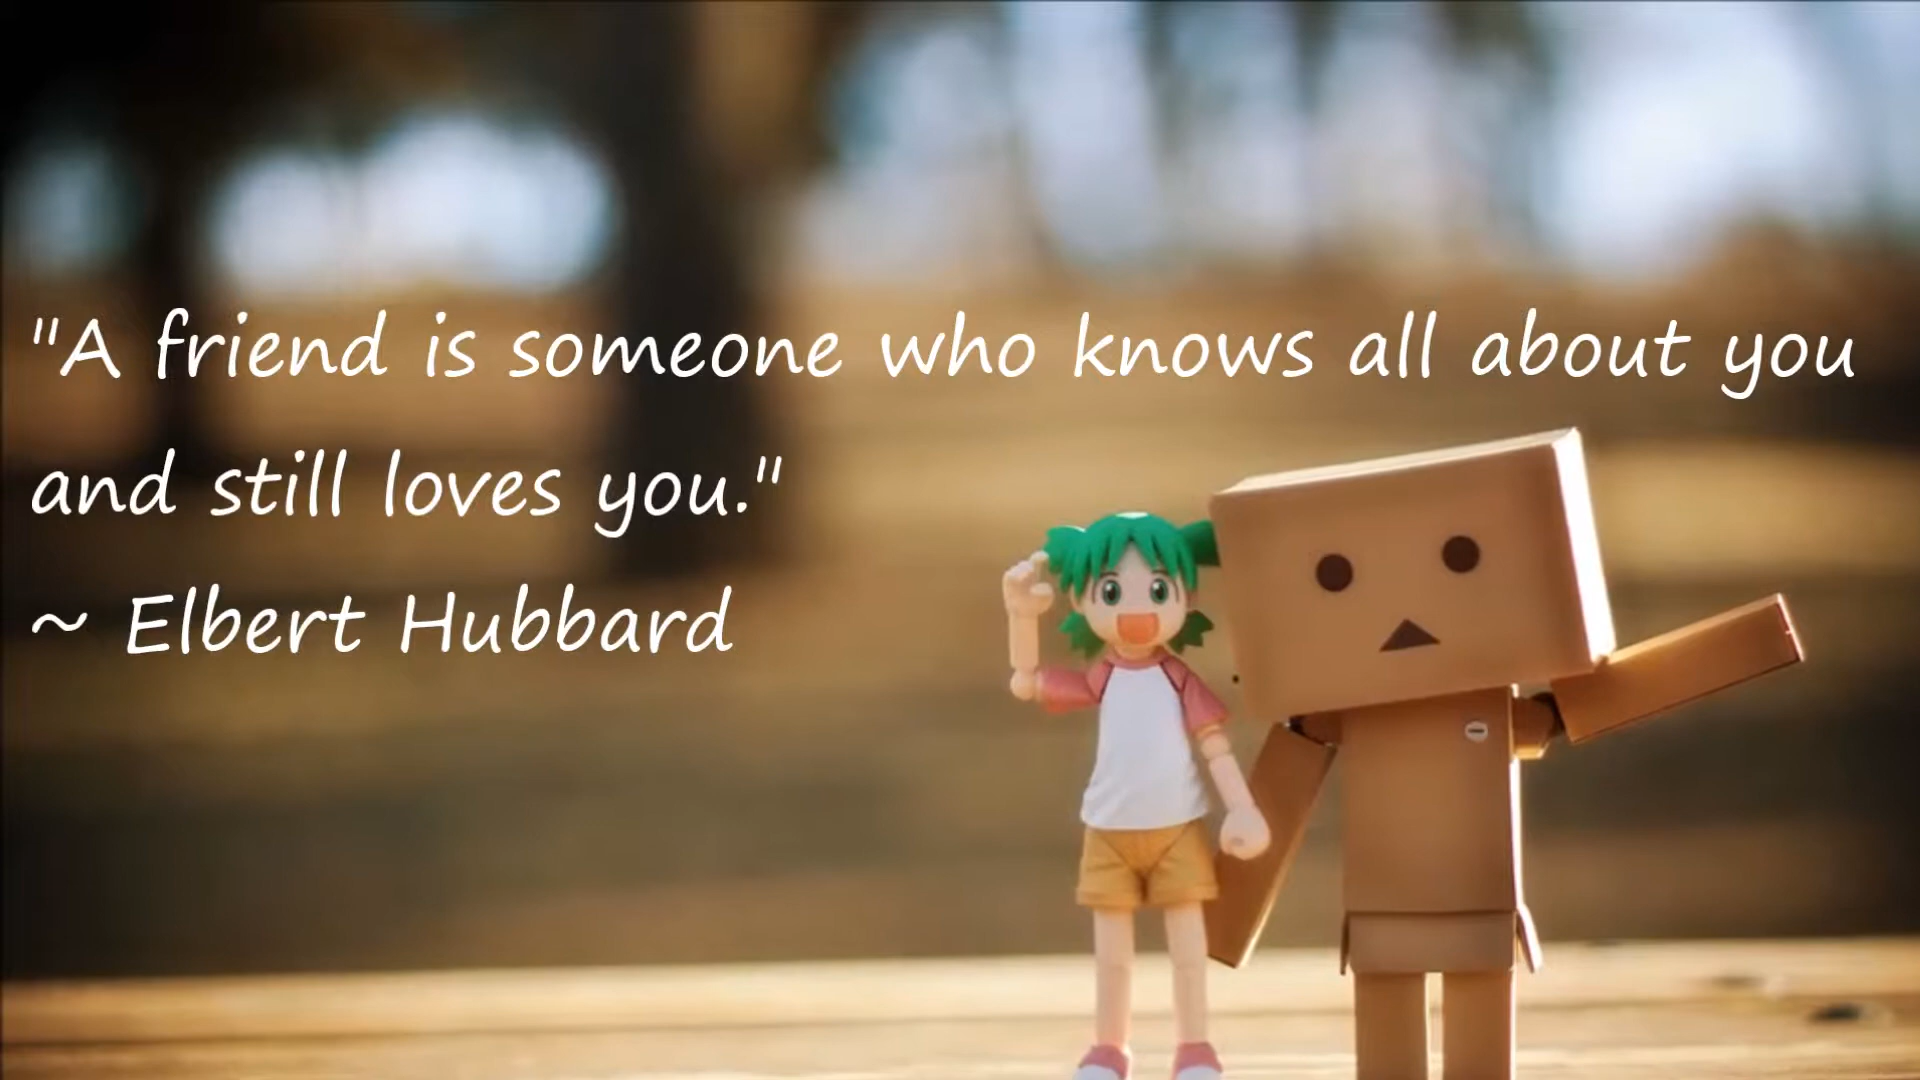 "A friend is someone who knows all about you
and still loves you."
~ Elbert Hubbard